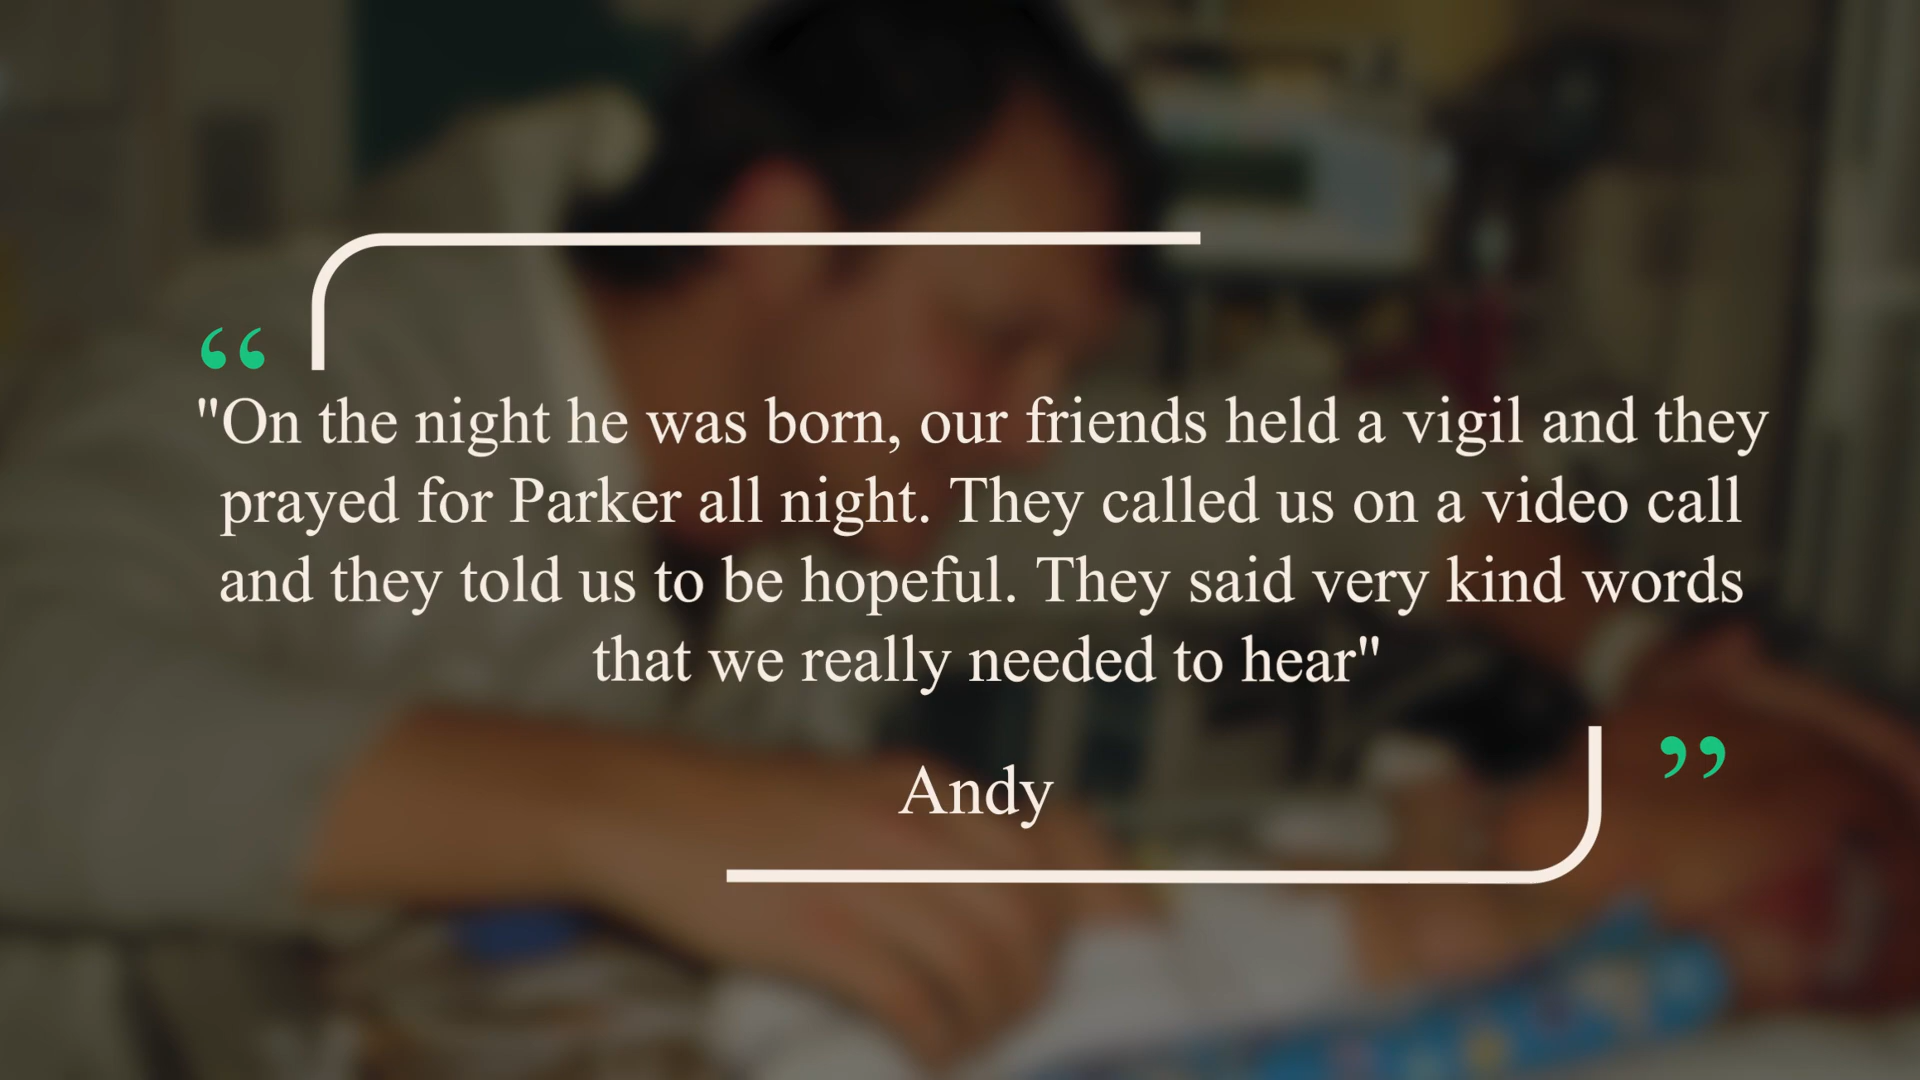 "On the night he was born, our friends held a vigil and they
prayed for Parker all night. They called us on a video call
and they told us to be hopeful. They said very kind words
that we really needed to hear"
Andy